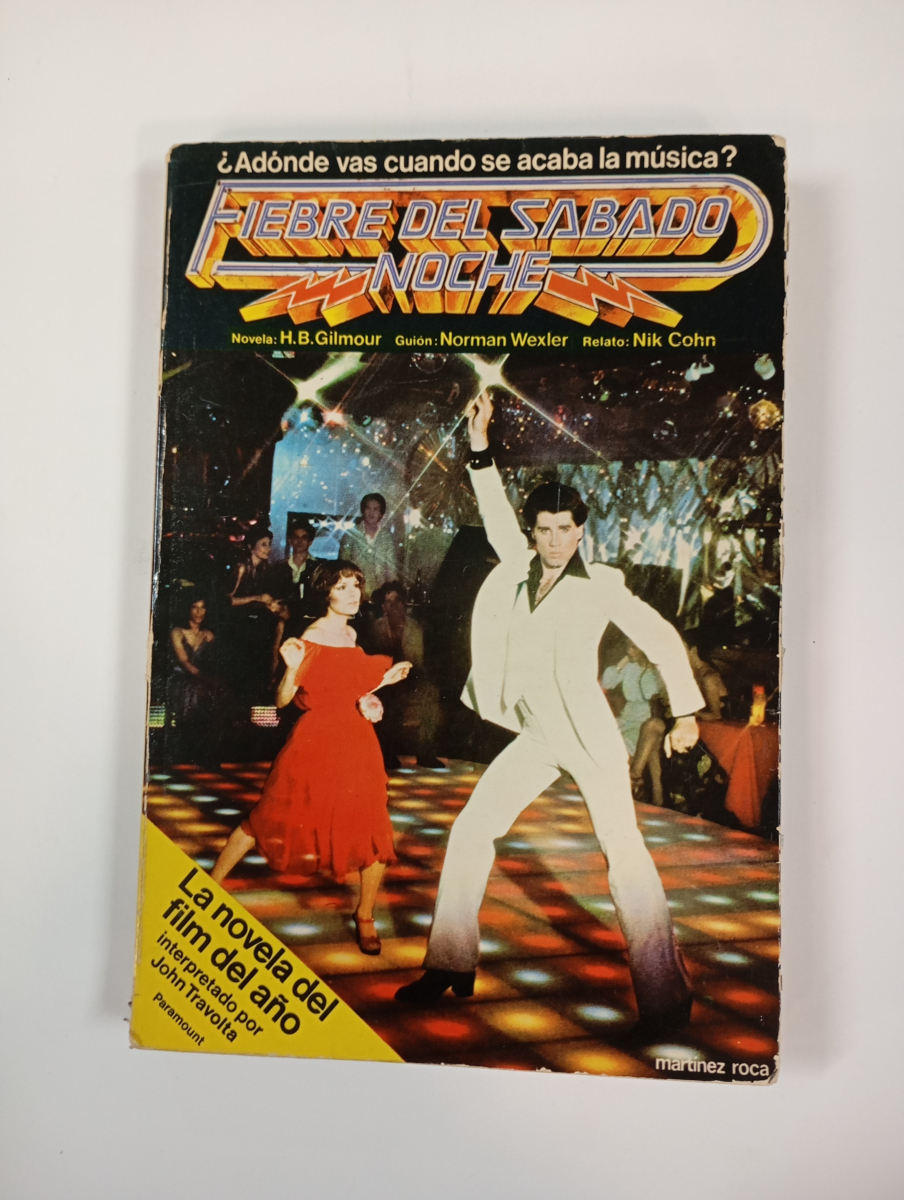 ¿Adónde vas cuando se acaba la música?
FIEBRE DEL SABADO
NOCHE
Novela: H.B.Gilmour Guión: Norman Wexler Relato: Nik Cohn
La novela del
film del año
interpretado por
John Travolta
Paramount
martínez roca